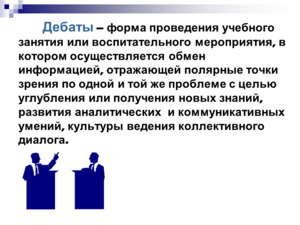 Дебаты – форма проведения учебного
занятия или воспитательного мероприятия, в
котором осуществляется обмен
информацией, отражающей полярные точки
зрения по одной и той же проблеме с целью
углубления или получения новых знаний,
развития аналитических и коммуникативных
умений, культуры ведения коллективного
диалога.